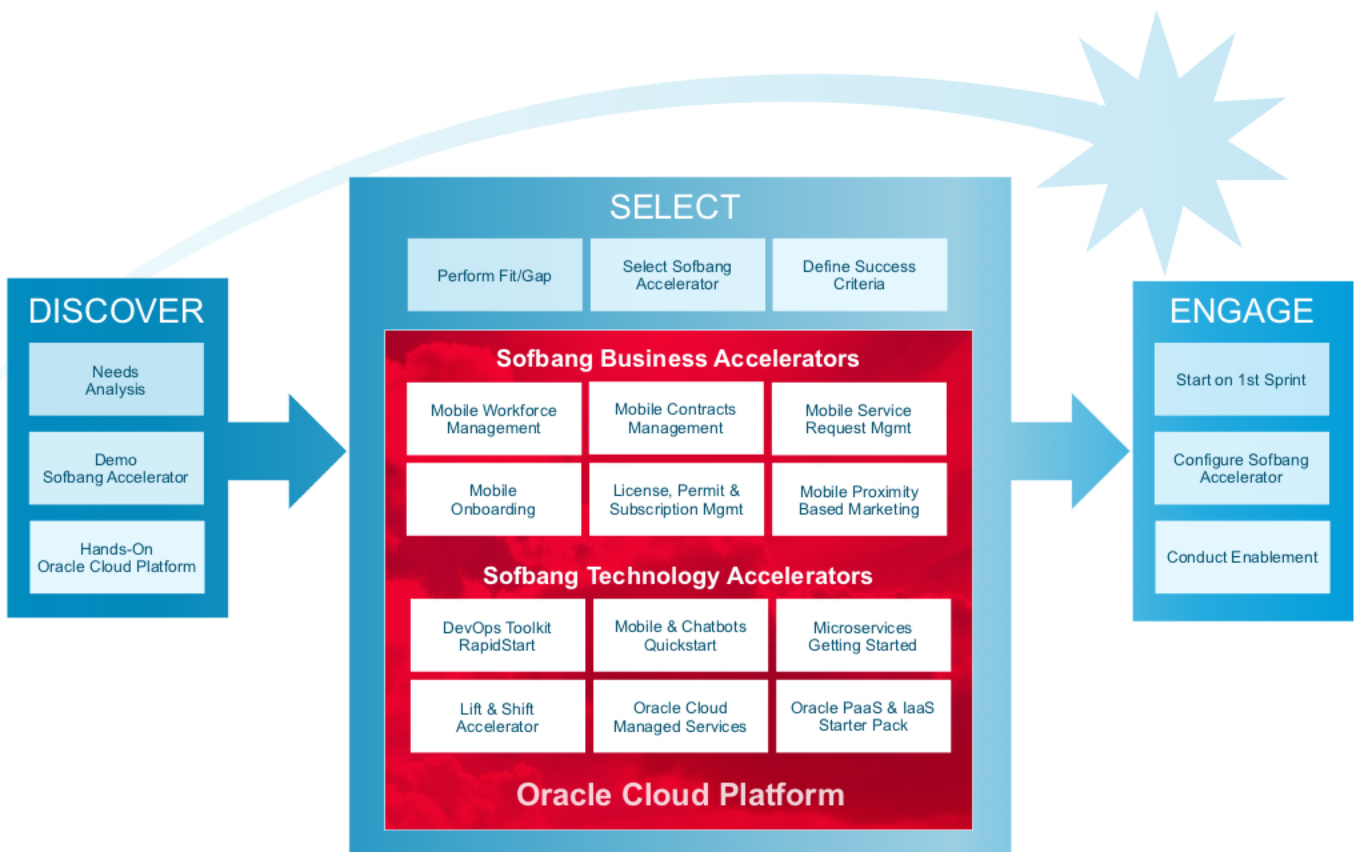 DISCOVER
Needs
Analysis
Demo
Sofbang Accelerator
Hands-On
Oracle Cloud Platform
SELECT
Perform Fit/Gap
Select Sofbang
Accelerator
Define Success
Criteria
Sofbang Business Accelerators
Mobile Workforce
Management
Mobile Contracts
Management
Mobile Service
Request Mgmt
Mobile
Onboarding
License, Permit &
Subscription Mgmt
Mobile Proximity
Based Marketing
Sofbang Technology Accelerators
DevOps Toolkit
RapidStart
Mobile & Chatbots
Quickstart
Microservices
Getting Started
Lift & Shift
Accelerator
Oracle Cloud
Managed Services
Oracle PaaS & IaaS
Starter Pack
Oracle Cloud Platform
ENGAGE
Start on 1st Sprint
Configure Sofbang
Accelerator
Conduct Enablement